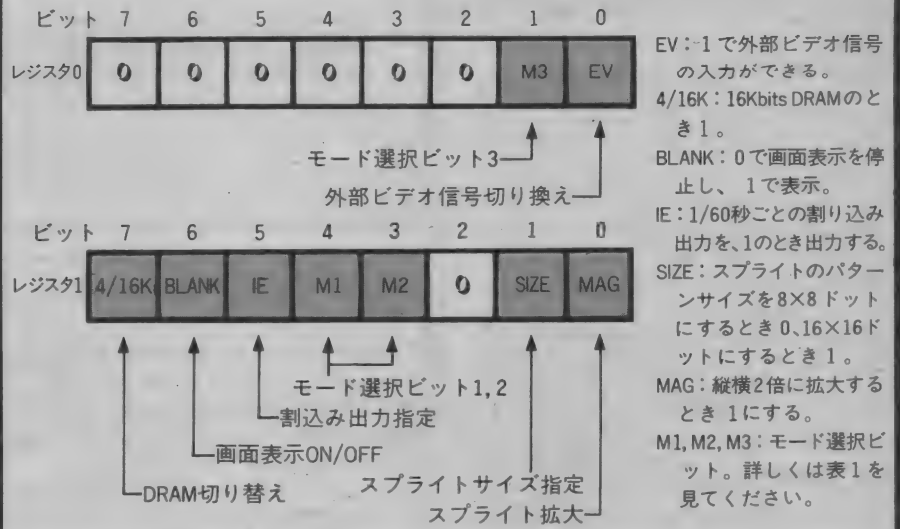 ビット 7 6 5 4 3 2 1 0
レジスタ0 0 0 0 0 0 0 M3 EV
モード選択ビット3
外部ビデオ信号切り換え
ビット 7 6 5 4 3 2 1 0
レジスタ1 4/16K BLANK IE M1 M2 0 SIZE MAG
モード選択ビット1,2
割込み出力指定
画面表示ON/OFF
DRAM切り替え
スプライトサイズ指定
スプライト拡大
EV:1で外部ビデオ信号
の入力ができる。
4/16K:16Kbits DRAMのと
き1。
BLANK:0で画面表示を停
止し、1で表示。
IE:1/60秒ごとの割り込み
出力を、1のとき出力する。
SIZE:スプライトのパター
ンサイズを8×8ドット
にするとき0、16×16ド
ットにするとき1。
MAG:縦横2倍に拡大する
とき 1にする。
M1,M2,M3:モード選択ビ
ット。詳しくは表1を
見てください。